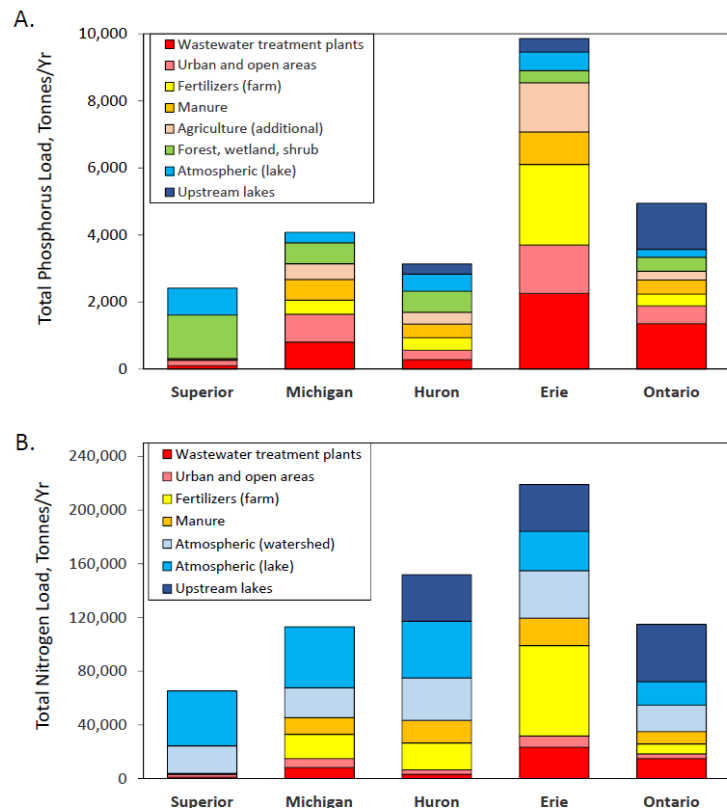 A.
Total Phosphorus Load, Tonnes/Yr
10,000
8,000
6,000
4,000
2,000
0
Wastewater treatment plants
Urban and open areas
Fertilizers (farm)
Manure
Agriculture (additional)
Forest, wetland, shrub
Atmospheric (lake)
Upstream lakes
Superior Michigan Huron Erie Ontario
B.
Total Nitrogen Load, Tonnes/Yr
240,000
200,000
160,000
120,000
80,000
40,000
0
Wastewater treatment plants
Urban and open areas
Fertilizers (farm)
Manure
Atmospheric (watershed)
Atmospheric (lake)
Upstream lakes
Superior Michigan Huron Erie Ontario